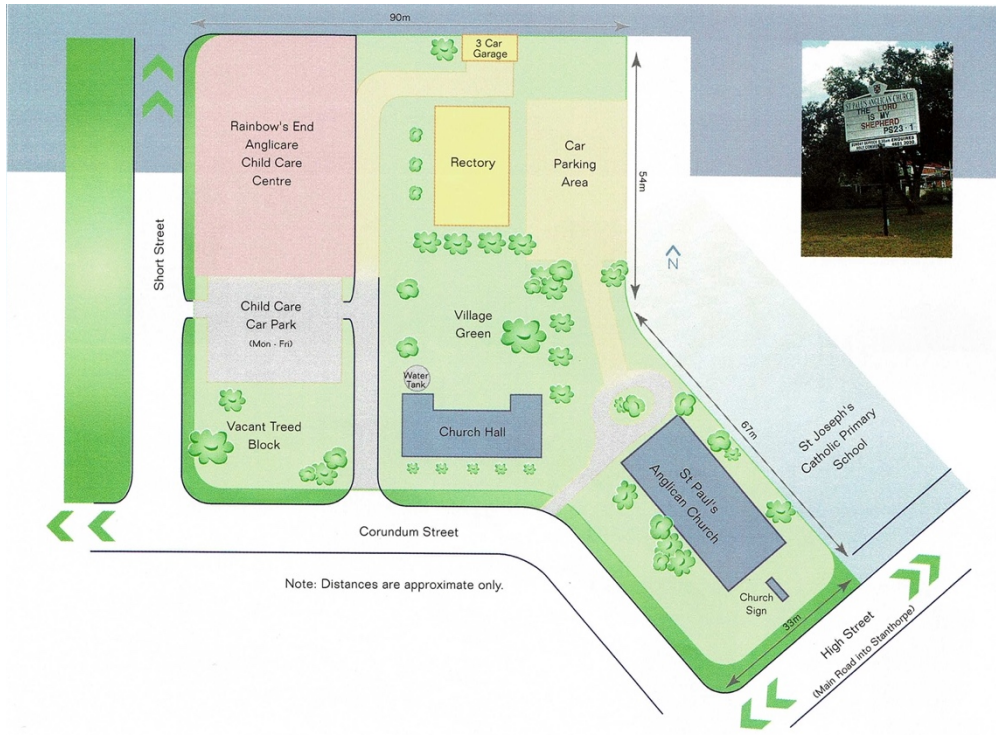 90m
3 Car
Garage
Rainbow's End
Anglicare
Child Care
Centre
Rectory
Car
Parking
Area
54m
ST PAUL'S ANGLICAN CHURCH
THE LORD
IS MY
SHEPHERD
PS23-1
Short Street
N
Child Care
Car Park
(Mon - Fri)
Village
Green
Water
Tank
Church Hall
Vacant Treed
Block
67m
St Joseph's
Catholic Primary
School
St Paul's
Anglican Church
Corundum Street
Note: Distances are approximate only.
Church
Sign
33m
High Street
(Main Road into Stanthorpe)